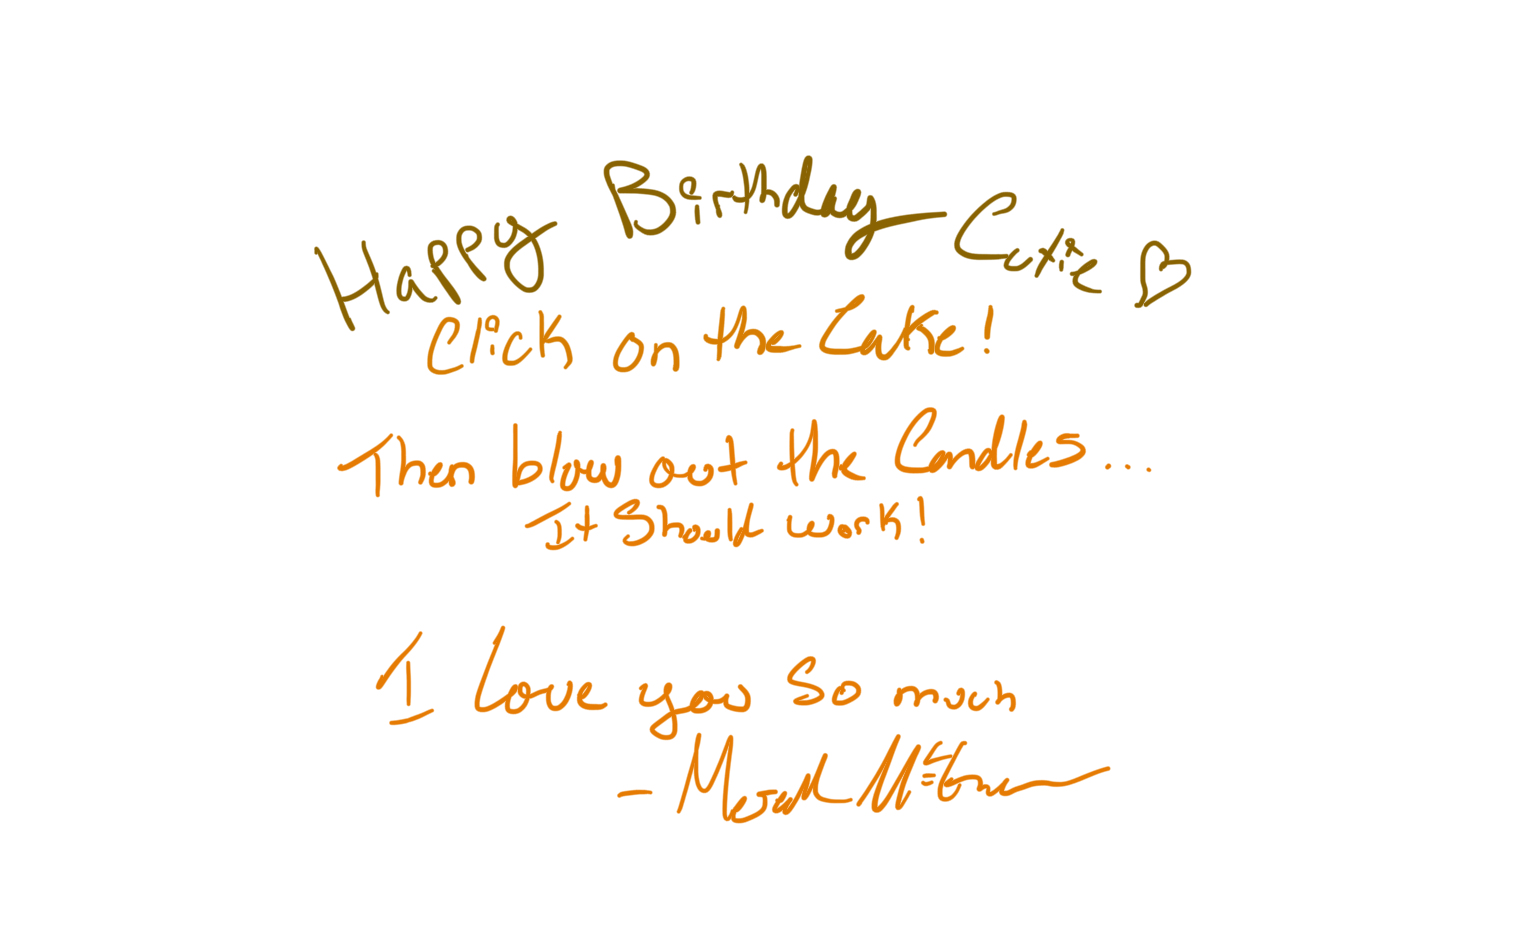 Happy Birthday Cutie
Click on the Cake!
Then blow out the Candles...
It Should work!
I Love you So much
-